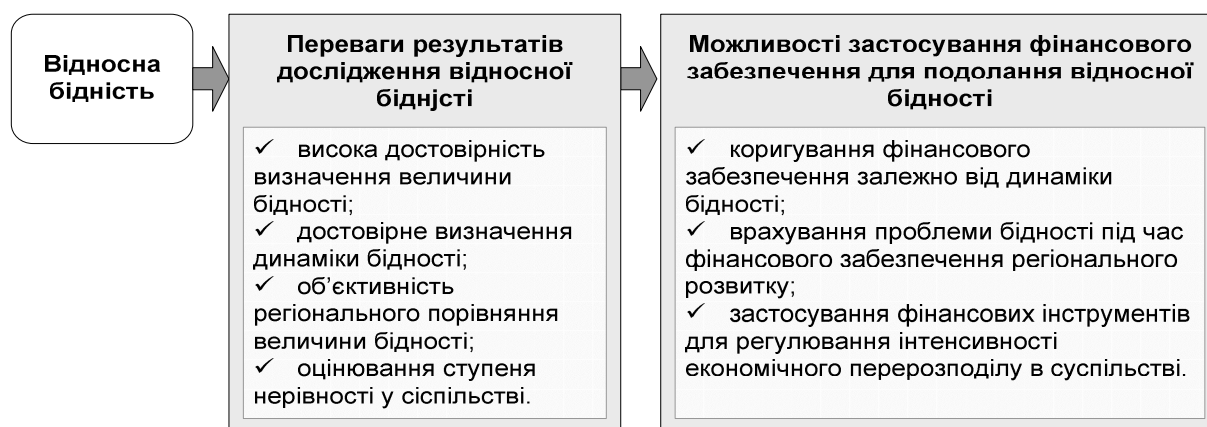 Відносна
бідність
Переваги результатів
дослідження відносної
біднјсті
✓ висока достовірність
визначення величини
бідності;
✓ достовірне визначення
динаміки бідності;
✓ об’єктивність
регіонального порівняння
величини бідності;
✓ оцінювання ступеня
нерівності у сіспільстві.
Можливості застосування фінансового
забезпечення для подолання відносної
бідності
✓ коригування фінансового
забезпечення залежно від динаміки
бідності;
✓ врахування проблеми бідності під час
фінансового забезпечення регіонального
розвитку;
✓ застосування фінансових інструментів
для регулювання інтенсивності
економічного перерозподілу в суспільстві.